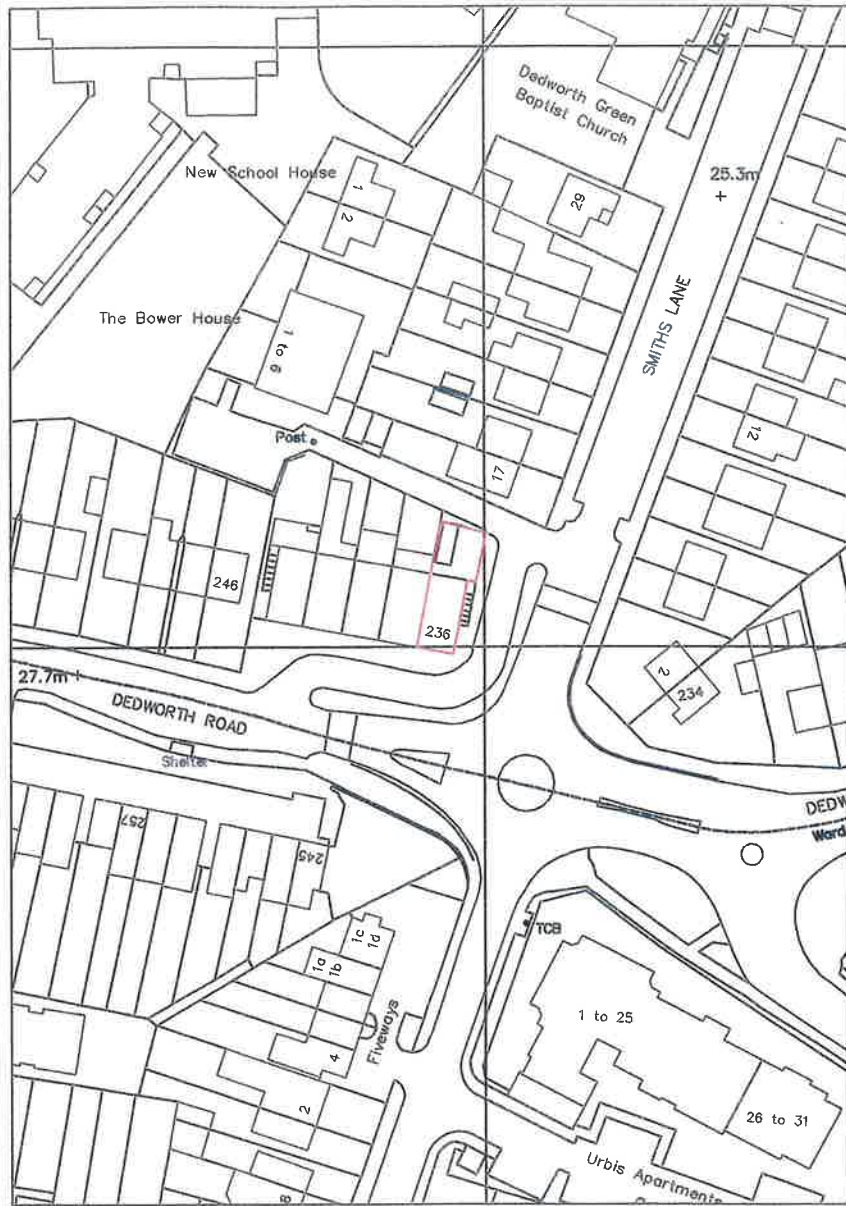 Dedworth Green
Baptist Church
New School House
1
2
29
25.3m
SMITHS LANE
The Bower House
1 to 6
12
Post
17
246
236
2
234
27.7m
DEDWORTH ROAD
Shelter
DEDW
Ward
257
245
1c
1d
TCB
1a
1b
1 to 25
Fiveways
4
2
26 to 31
Urbis Apartments
8